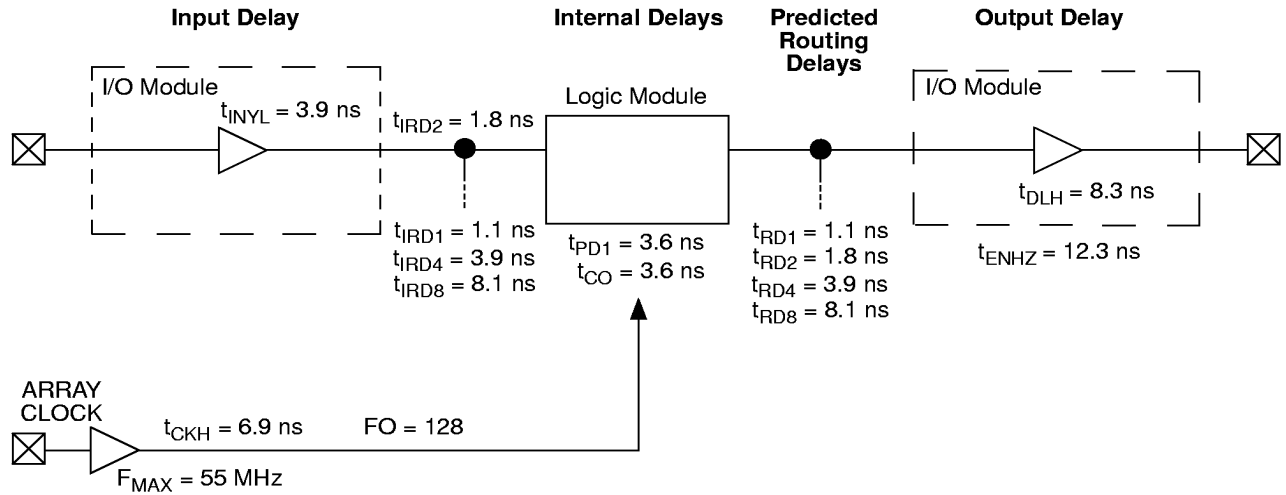 Input Delay
Internal Delays
Predicted
Routing
Delays
Output Delay
I/O Module
tINYL = 3.9 ns
tIRD2 = 1.8 ns
Logic Module
I/O Module
tDLH = 8.3 ns
tIRD1 = 1.1 ns
tIRD4 = 3.9 ns
tIRD8 = 8.1 ns
tPD1 = 3.6 ns
tCO = 3.6 ns
tRD1 = 1.1 ns
tRD2 = 1.8 ns
tRD4 = 3.9 ns
tRD8 = 8.1 ns
tENHZ = 12.3 ns
ARRAY
CLOCK
tCKH = 6.9 ns
FO = 128
FMAX = 55 MHz